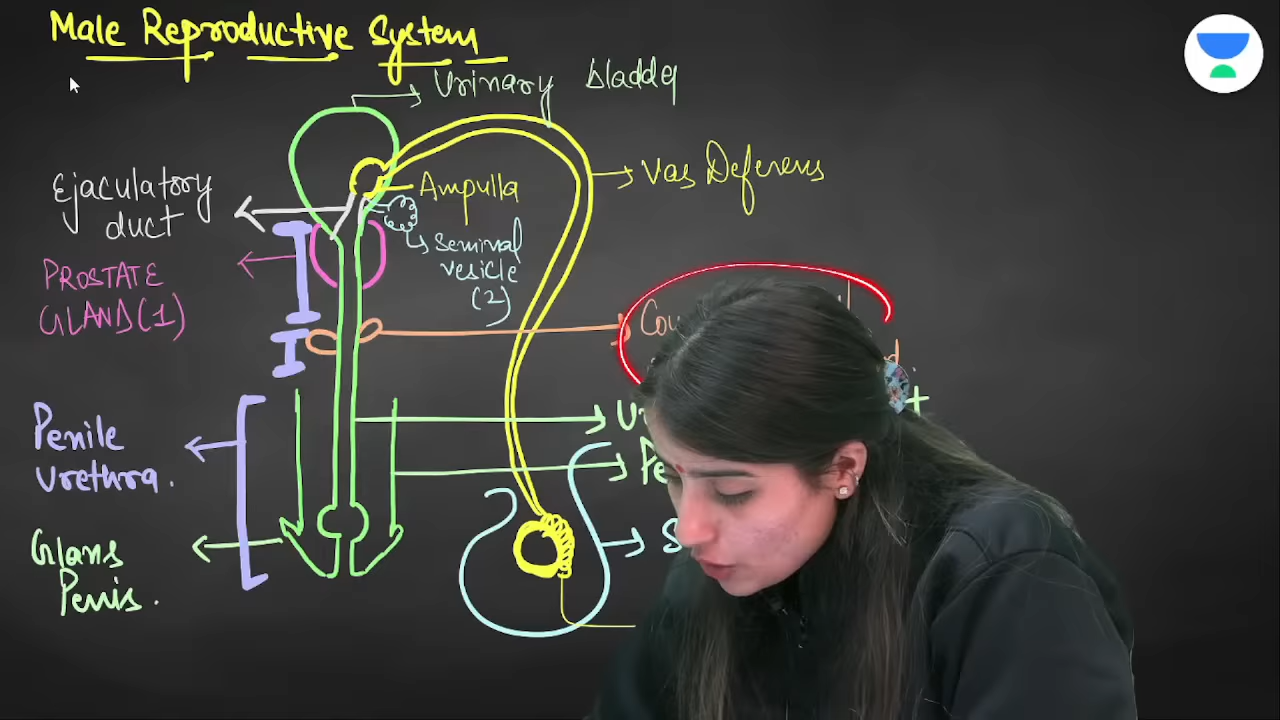 Male Reproductive System
Urinary bladder
Vas Deferens
Ejaculatory
duct
Ampulla
Seminal
vesicle
(2)
PROSTATE
GLAND(1)
Penile
Urethra.
Glans
Penis.